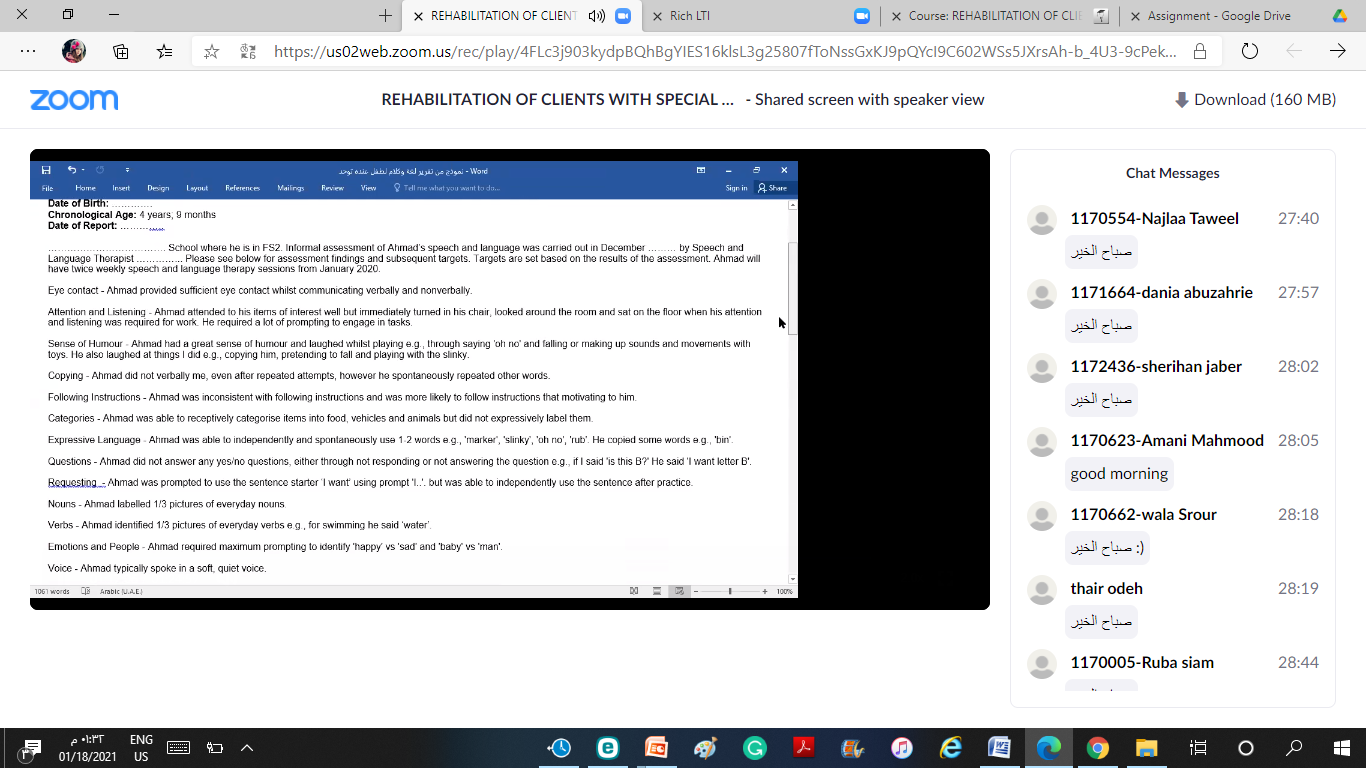 REHABILITATION OF CLIENT
Rich LTI
Course: REHABILITATION OF CLIE
Assignment - Google Drive
https://us02web.zoom.us/rec/play/4FLc3j903kydpBQhBgYIES16klsL3g25807fToNssGxKJ9pQYcI9C602WSs5JXrsAh-b_4U3-9cPek...
zoom
REHABILITATION OF CLIENTS WITH SPECIAL ... - Shared screen with speaker view
Download (160 MB)
نموذج من تقرير لغة وكلام لطفل عنده توحد - Word
File Home Insert Design Layout References Mailings Review View Tell me what you want to do... Sign in Share
Date of Birth: ............
Chronological Age: 4 years, 9 months
Date of Report: ..............
........................................ School where he is in FS2. Informal assessment of Ahmad's speech and language was carried out in December ......... by Speech and
Language Therapist .............. Please see below for assessment findings and subsequent targets. Targets are set based on the results of the assessment. Ahmad will
have twice weekly speech and language therapy sessions from January 2020.
Eye contact - Ahmad provided sufficient eye contact whilst communicating verbally and nonverbally.
Attention and Listening - Ahmad attended to his items of interest well but immediately turned in his chair, looked around the room and sat on the floor when his attention
and listening was required for work. He required a lot of prompting to engage in tasks.
Sense of Humour - Ahmad had a great sense of humour and laughed whilst playing e.g., through saying 'oh no' and falling or making up sounds and movements with
toys. He also laughed at things I did e.g., copying him, pretending to fall and playing with the slinky.
Copying - Ahmad did not verbally me, even after repeated attempts, however he spontaneously repeated other words.
Following Instructions - Ahmad was inconsistent with following instructions and was more likely to follow instructions that motivating to him.
Categories - Ahmad was able to receptively categorise items into food, vehicles and animals but did not expressively label them.
Expressive Language - Ahmad was able to independently and spontaneously use 1-2 words e.g., 'marker', 'slinky', 'oh no', 'rub'. He copied some words e.g., 'bin'.
Questions - Ahmad did not answer any yes/no questions, either through not responding or not answering the question e.g., if I said 'is this B?' He said 'I want letter B'.
Requesting - Ahmad was prompted to use the sentence starter 'I want' using prompt 'I..'. but was able to independently use the sentence after practice.
Nouns - Ahmad labelled 1/3 pictures of everyday nouns.
Verbs - Ahmad identified 1/3 pictures of everyday verbs e.g., for swimming he said 'water'.
Emotions and People - Ahmad required maximum prompting to identify 'happy' vs 'sad' and 'baby' vs 'man'.
Voice - Ahmad typically spoke in a soft, quiet voice.
1061 words Arabic (U.A.E.) 100%
Chat Messages
1170554-Najlaa Taweel 27:40
صباح الخير
1171664-dania abuzahrie 27:57
صباح الخير
1172436-sherihan jaber 28:02
صباح الخير
1170623-Amani Mahmood 28:05
good morning
1170662-wala Srour 28:18
صباح الخير :)
thair odeh 28:19
صباح الخير
1170005-Ruba siam 28:44
٣
٠١:٣٢ م
01/18/2021
ENG
US